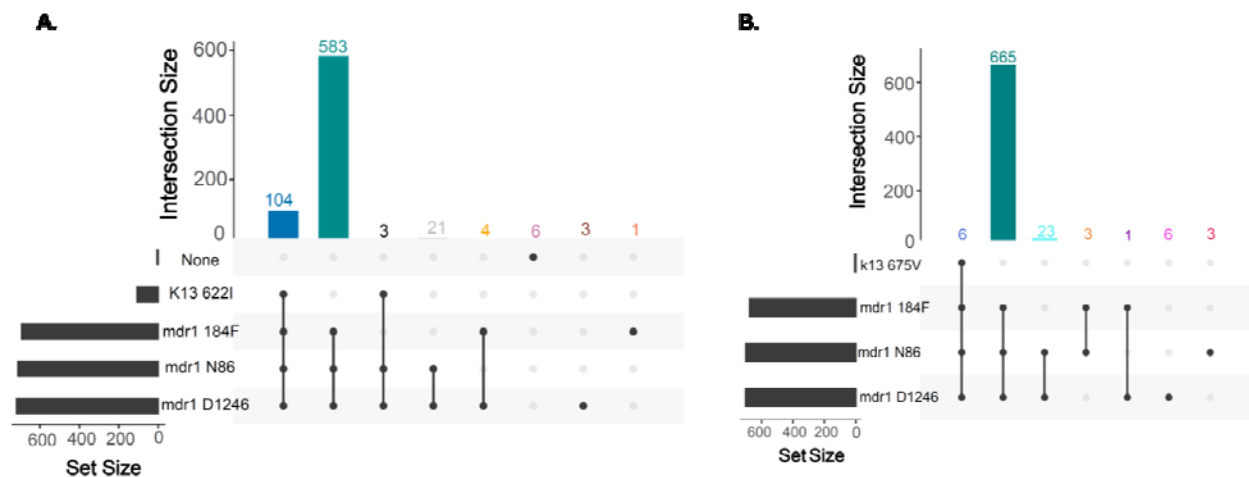 A.
Intersection Size
600
400
200
0
104
583
3
21
4
6
3
1
None
K13 622I
mdr1 184F
mdr1 N86
mdr1 D1246
600 400 200 0
Set Size
B.
Intersection Size
600
400
200
0
6
665
23
3
1
6
3
k13 675V
mdr1 184F
mdr1 N86
mdr1 D1246
600 400 200 0
Set Size